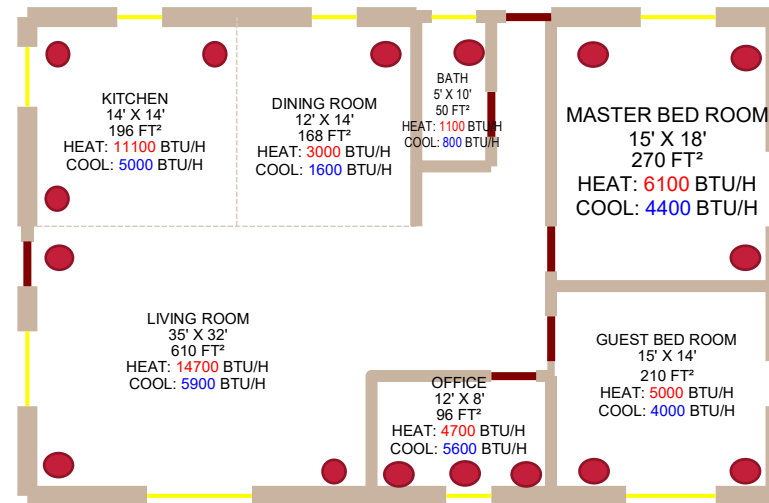 KITCHEN
14' X 14'
196 FT²
HEAT: 11100 BTU/H
COOL: 5000 BTU/H
DINING ROOM
12' X 14'
168 FT²
HEAT: 3000 BTU/H
COOL: 1600 BTU/H
BATH
5' X 10'
50 FT²
HEAT: 1100 BTU/H
COOL: 800 BTU/H
MASTER BED ROOM
15' X 18'
270 FT²
HEAT: 6100 BTU/H
COOL: 4400 BTU/H
LIVING ROOM
35' X 32'
610 FT²
HEAT: 14700 BTU/H
COOL: 5900 BTU/H
OFFICE
12' X 8'
96 FT²
HEAT: 4700 BTU/H
COOL: 5600 BTU/H
GUEST BED ROOM
15' X 14'
210 FT²
HEAT: 5000 BTU/H
COOL: 4000 BTU/H